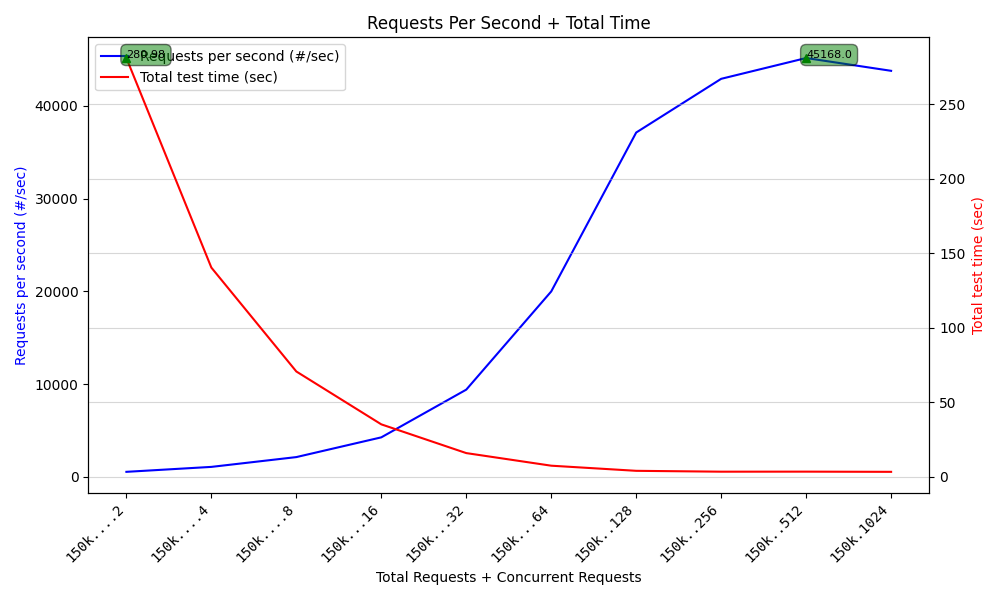 Requests Per Second + Total Time
280.98
Requests per second (#/sec)
Total test time (sec)
45168.0
40000
30000
20000
10000
0
Requests per second (#/sec)
250
200
150
100
50
0
Total test time (sec)
150k....2
150k....4
150k....8
150k...16
150k...32
150k...64
150k..128
150k..256
150k..512
150k.1024
Total Requests + Concurrent Requests